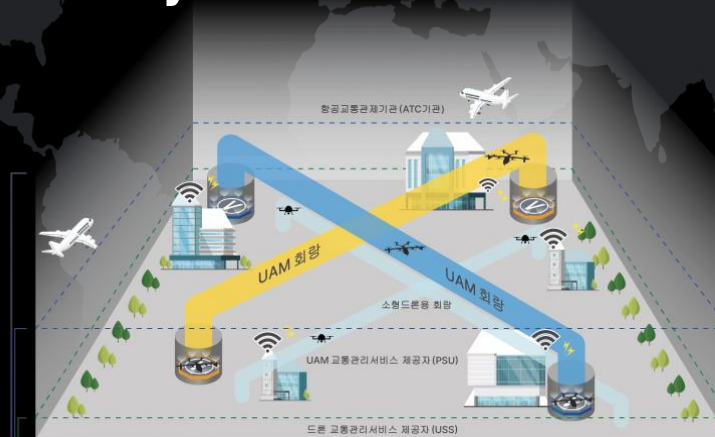 항공교통관제기관(ATC기관)
UAM 회랑
UAM 회랑
소형드론용 회랑
UAM 교통관리서비스 제공자(PSU)
드론 교통관리서비스 제공자 (USS)